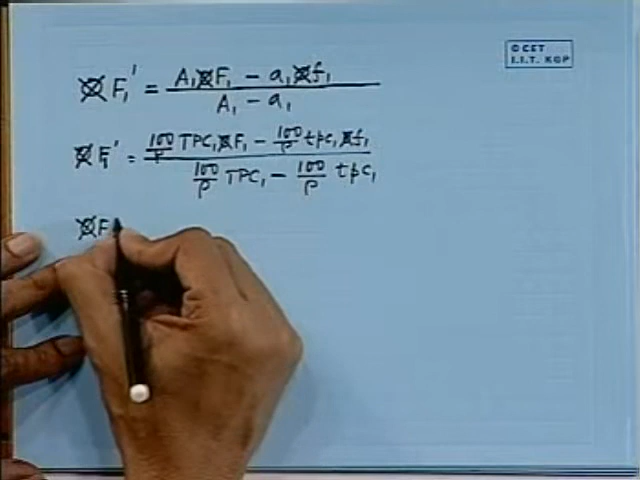 © CET
I.I.T. KGP
⊗F₁' = (A₁⊗F₁ − a₁⊗f₁) / (A₁ − a₁)
⊗F₁' = (100/ρ TPC₁⊗F₁ − 100/ρ tpc₁⊗f₁) / (100/ρ TPC₁ − 100/ρ tpc₁)
⊗F